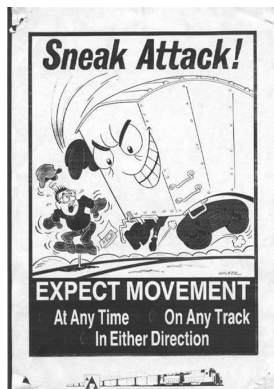 Sneak Attack!
EXPECT MOVEMENT
At Any Time On Any Track
In Either Direction